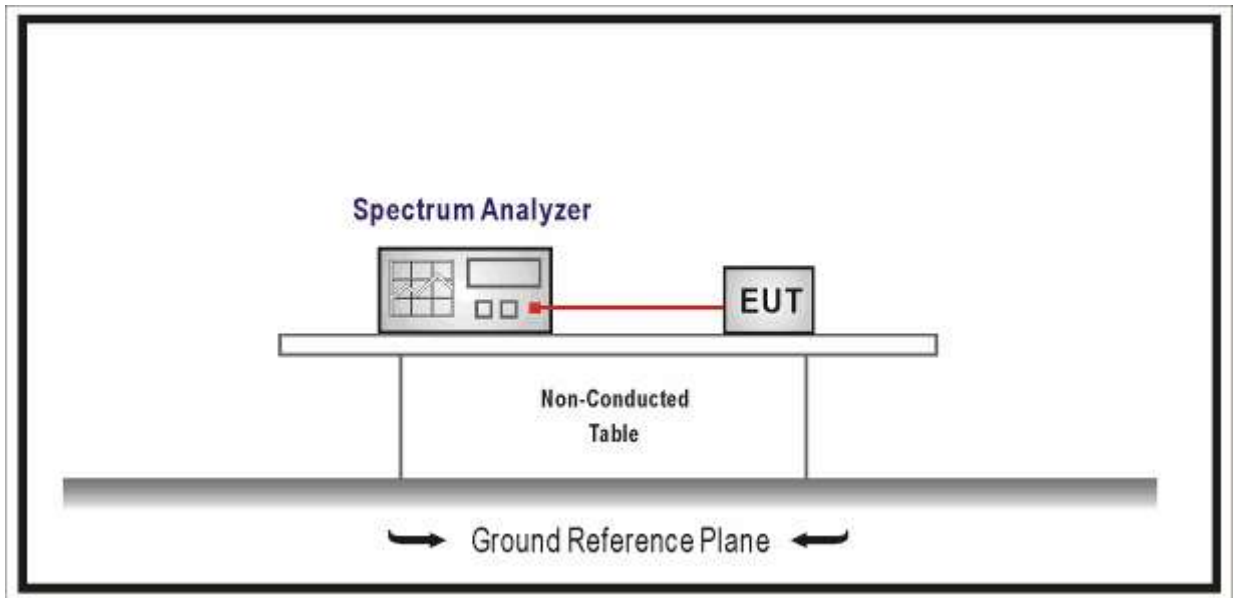 Spectrum Analyzer
EUT
Non-Conducted
Table
Ground Reference Plane